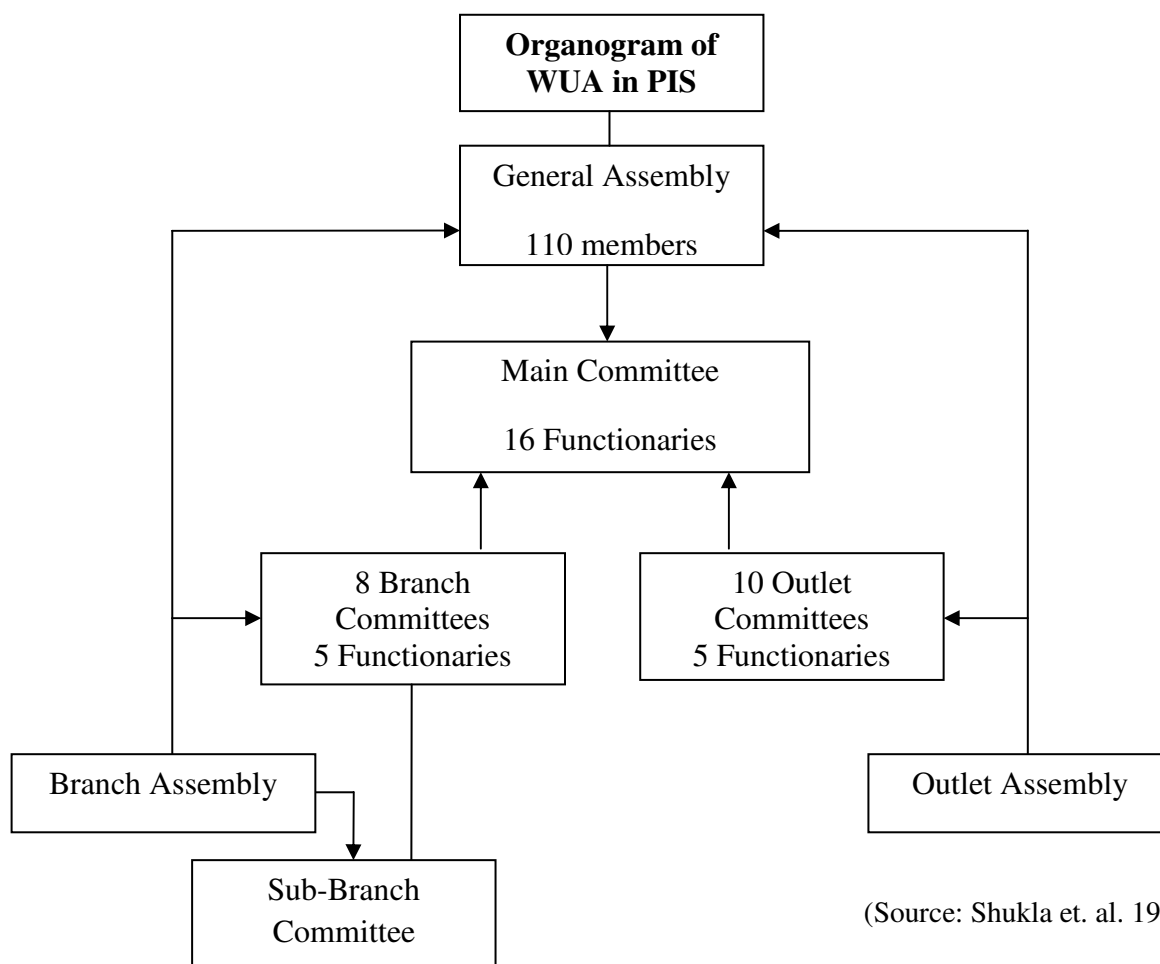 Organogram of
WUA in PIS
General Assembly
110 members
Main Committee
16 Functionaries
8 Branch
Committees
5 Functionaries
10 Outlet
Committees
5 Functionaries
Branch Assembly
Outlet Assembly
Sub-Branch
Committee
(Source: Shukla et. al. 19